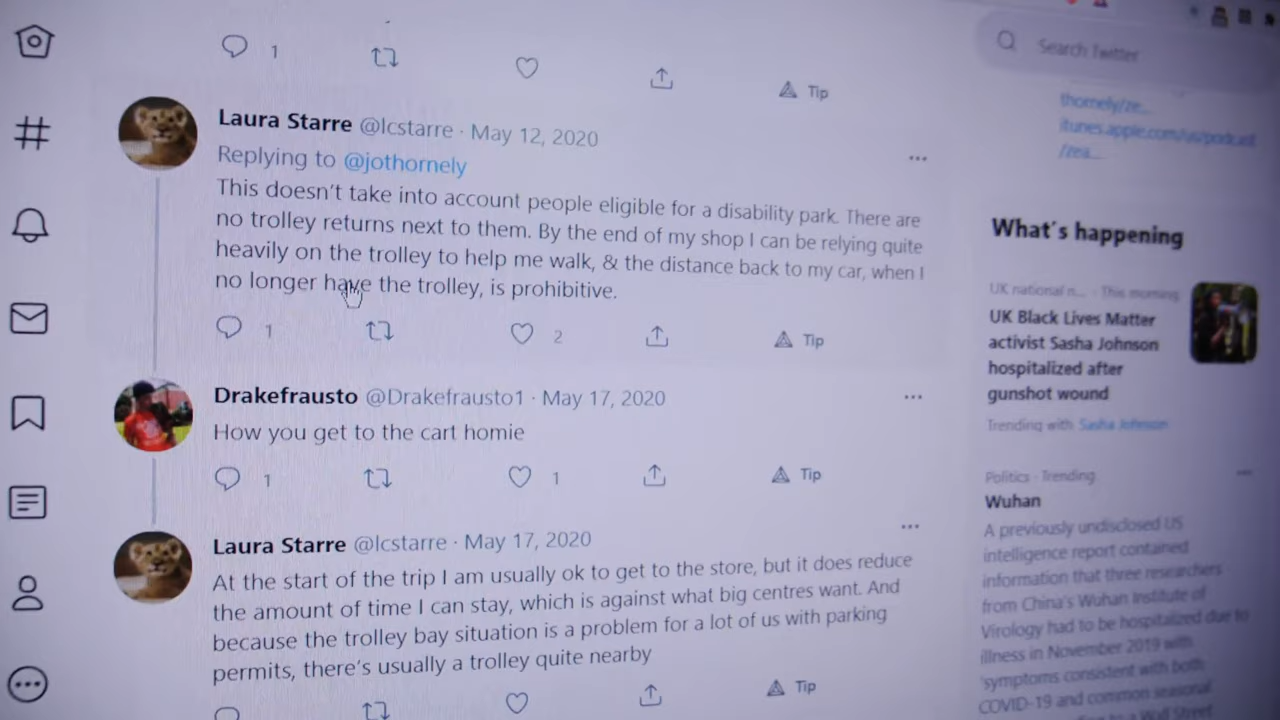 1
Tip
Laura Starre @lcstarre · May 12, 2020
Replying to @jothornely
This doesn't take into account people eligible for a disability park. There are
no trolley returns next to them. By the end of my shop I can be relying quite
heavily on the trolley to help me walk, & the distance back to my car, when I
no longer have the trolley, is prohibitive.
1
2
Tip
Drakefrausto @Drakefrausto1 · May 17, 2020
How you get to the cart homie
1
1
Tip
Laura Starre @lcstarre · May 17, 2020
At the start of the trip I am usually ok to get to the store, but it does reduce
the amount of time I can stay, which is against what big centres want. And
because the trolley bay situation is a problem for a lot of us with parking
permits, there's usually a trolley quite nearby
Tip
Search Twitter
thornely/ze...
itunes.apple.com/us/podcast
/zea...
What's happening
UK national n... · This morning
UK Black Lives Matter
activist Sasha Johnson
hospitalized after
gunshot wound
Trending with Sasha Johnson
Politics · Trending
Wuhan
A previously undisclosed US
intelligence report contained
information that three researchers
from China's Wuhan Institute of
Virology had to be hospitalized due to
illness in November 2019 with
'symptoms consistent with both
COVID-19 and common seasonal